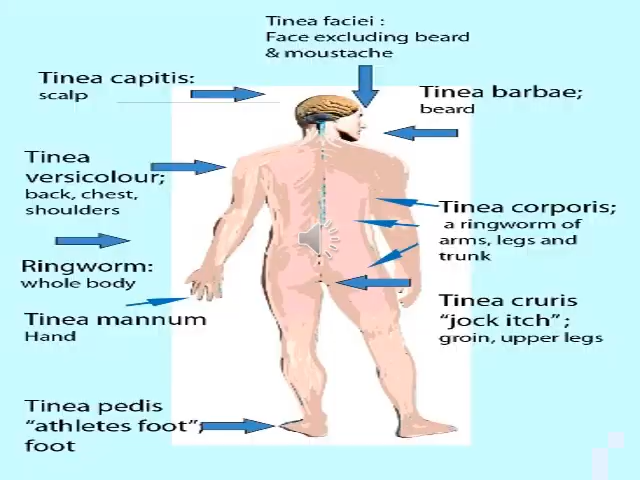 Tinea faciei :
Face excluding beard
& moustache
Tinea capitis:
scalp
Tinea barbae;
beard
Tinea
versicolour;
back, chest,
shoulders
Tinea corporis;
a ringworm of
arms, legs and
trunk
Ringworm:
whole body
Tinea mannum
Hand
Tinea cruris
"jock itch";
groin, upper legs
Tinea pedis
"athletes foot";
foot